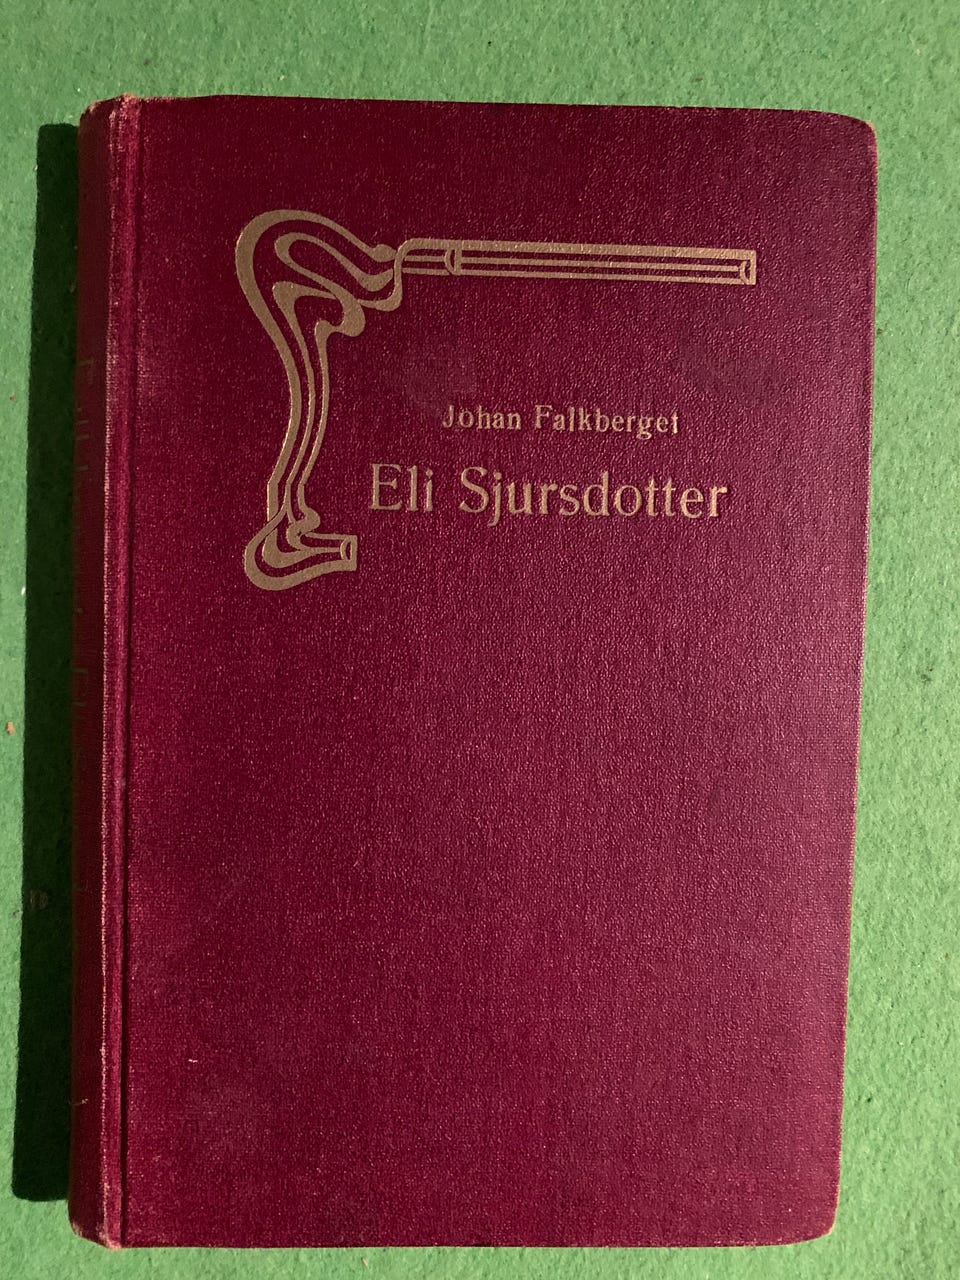 Johan Falkberget
Eli Sjursdotter